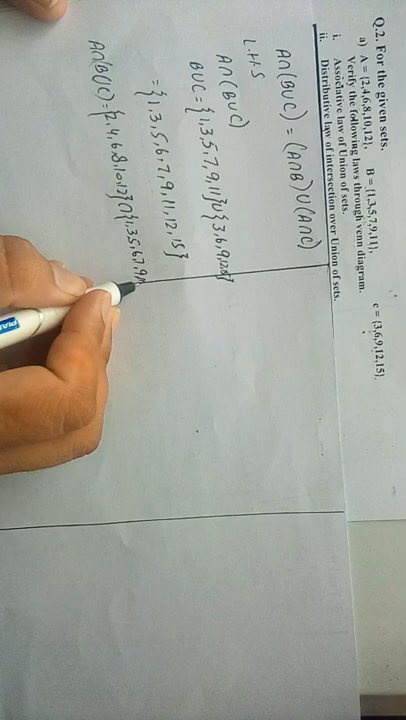 Q.2. For the given sets.
a) A = {2,4,6,8,10,12}, B = {1,3,5,7,9,11}, c = {3,6,9,12,15}.
Verify the following laws through venn diagram.
i. Associative law of Union of sets.
ii. Distributive law of intersection over Union of sets.
A∩(B∪C) = (A∩B)∪(A∩C)
L.H.S
A∩(B∪C)
B∪C = {1,3,5,7,9,11}∪{3,6,9,12,15}
= {1,3,5,6,7,9,11,12,15}
A∩(B∪C) = {2,4,6,8,10,12}∩{1,3,5,6,7,9,